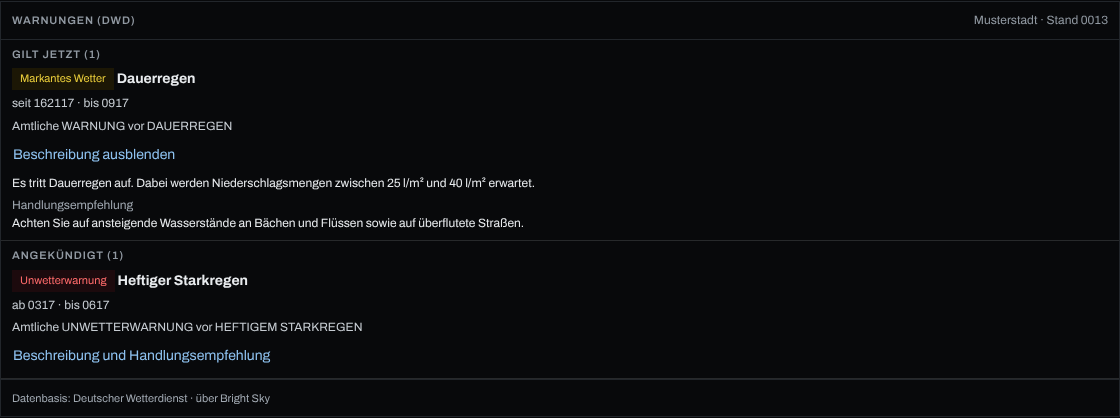 WARNUNGEN (DWD)
Musterstadt · Stand 0013
GILT JETZT (1)
Markantes Wetter Dauerregen
seit 162117 · bis 0917
Amtliche WARNUNG vor DAUERREGEN
Beschreibung ausblenden
Es tritt Dauerregen auf. Dabei werden Niederschlagsmengen zwischen 25 l/m² und 40 l/m² erwartet.
Handlungsempfehlung
Achten Sie auf ansteigende Wasserstände an Bächen und Flüssen sowie auf überflutete Straßen.
ANGEKÜNDIGT (1)
Unwetterwarnung Heftiger Starkregen
ab 0317 · bis 0617
Amtliche UNWETTERWARNUNG vor HEFTIGEM STARKREGEN
Beschreibung und Handlungsempfehlung
Datenbasis: Deutscher Wetterdienst · über Bright Sky